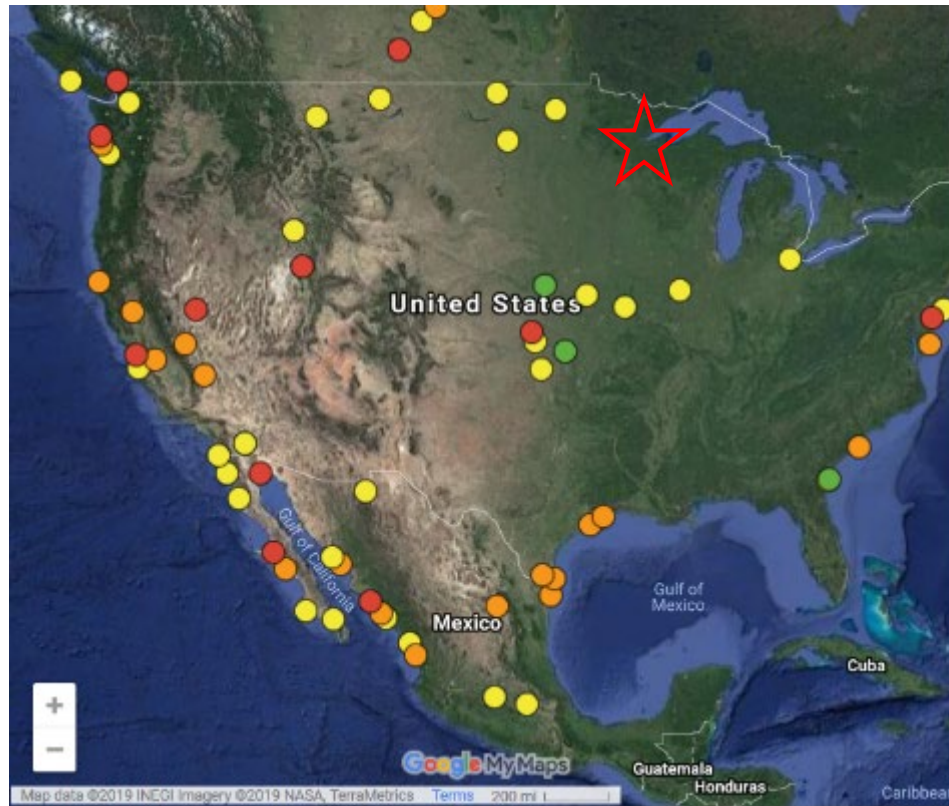 United States
Gulf of California
Gulf of
Mexico
Mexico
Cuba
+
−
Google My Maps
Guatemala
Honduras
Map data ©2019 INEGI Imagery ©2019 NASA, TerraMetrics Terms 200 mi